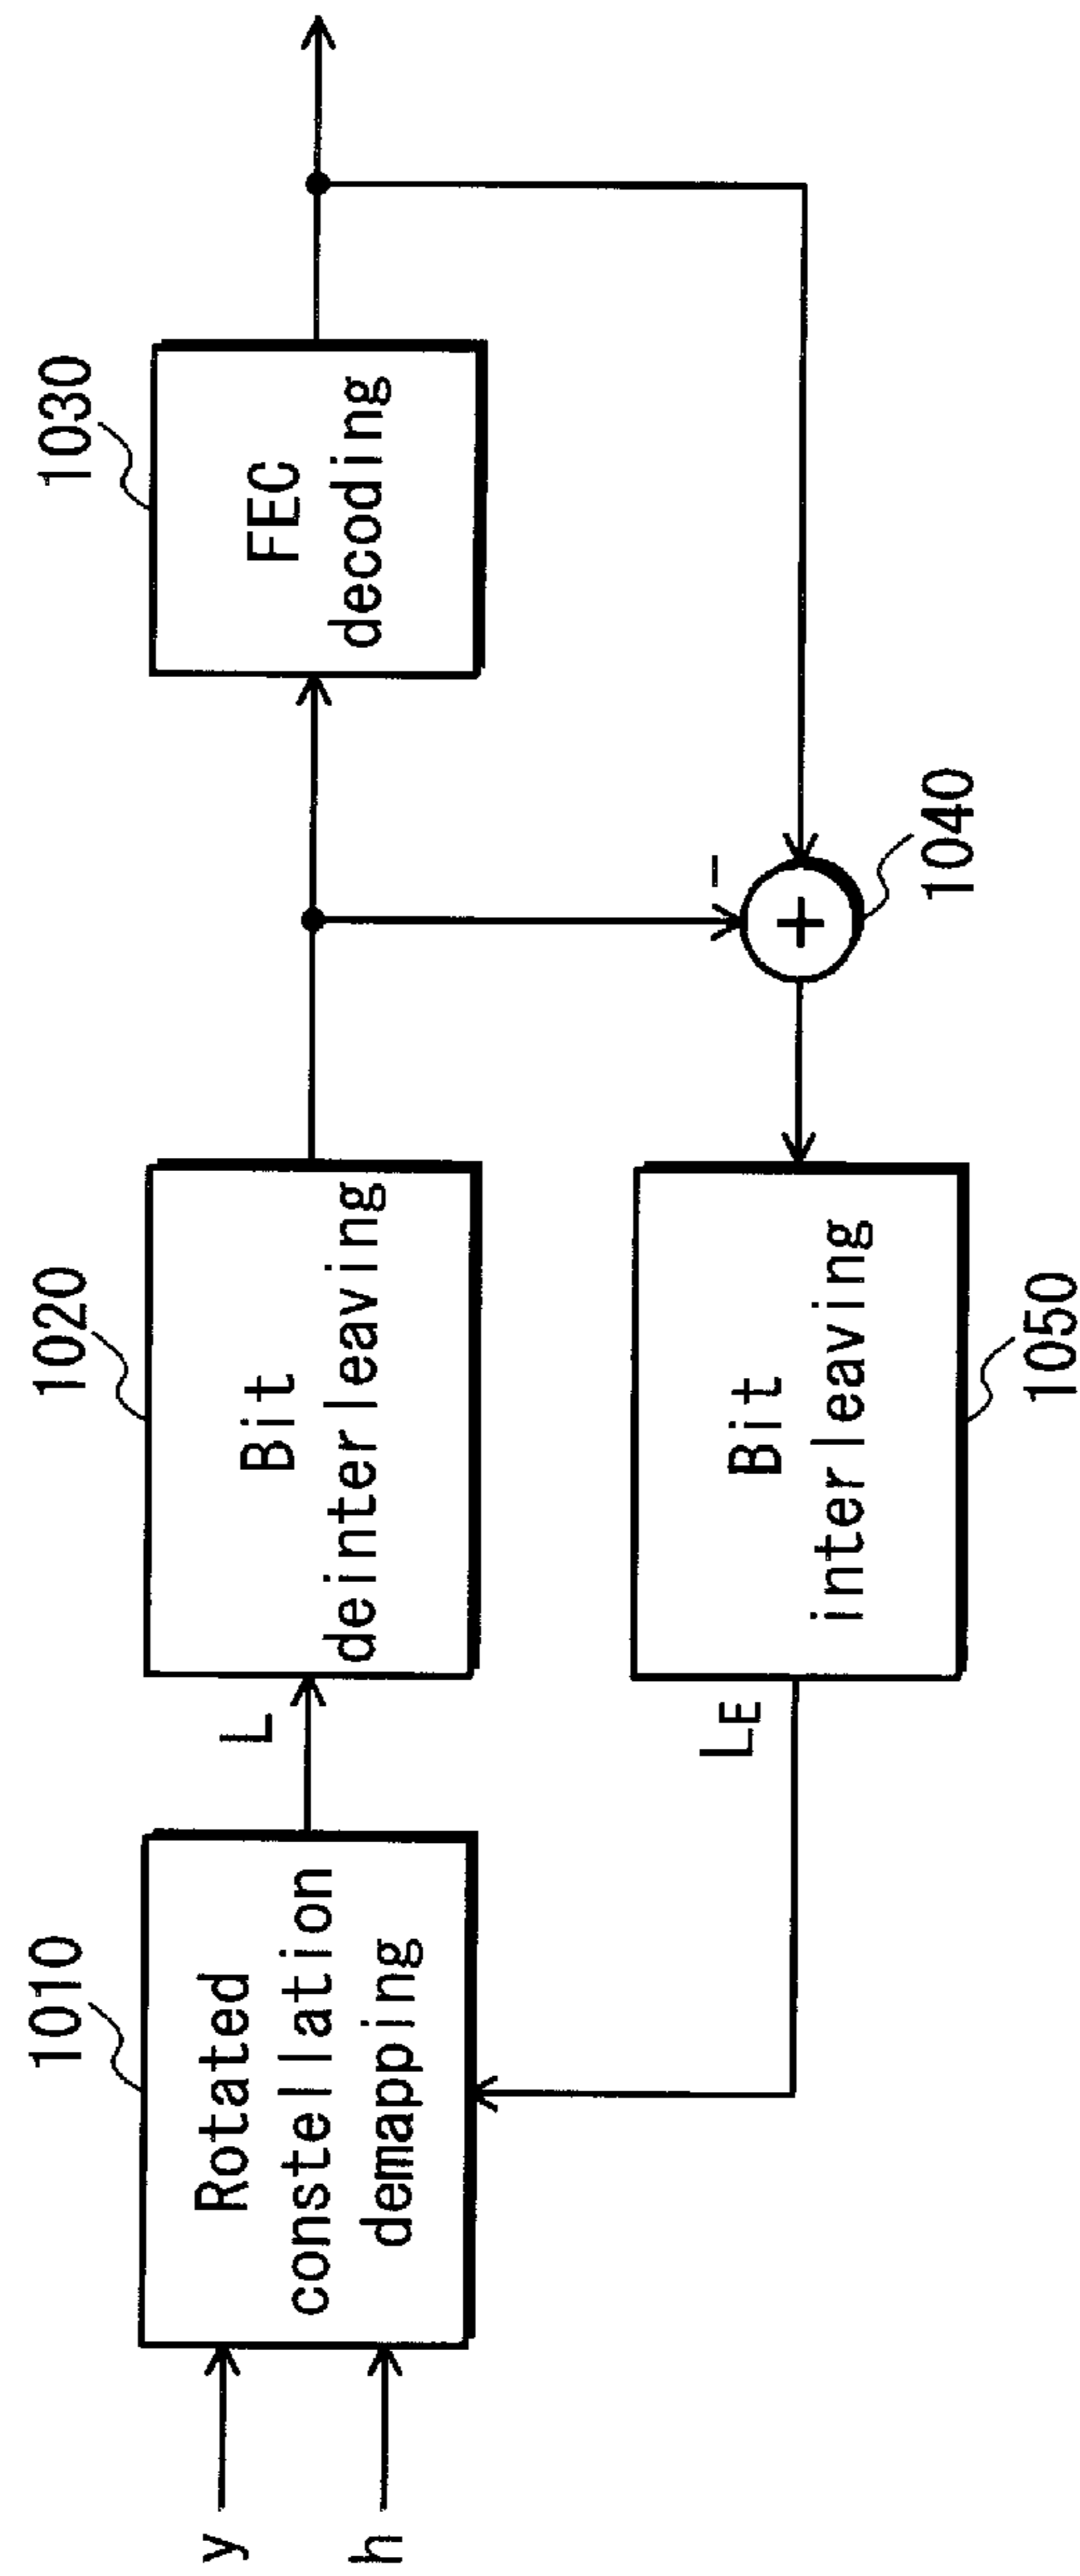 1010
Rotated
constellation
demapping
y
h
L
1020
Bit
deinterleaving
1030
FEC
decoding
-
+
1040
LE
Bit
interleaving
1050